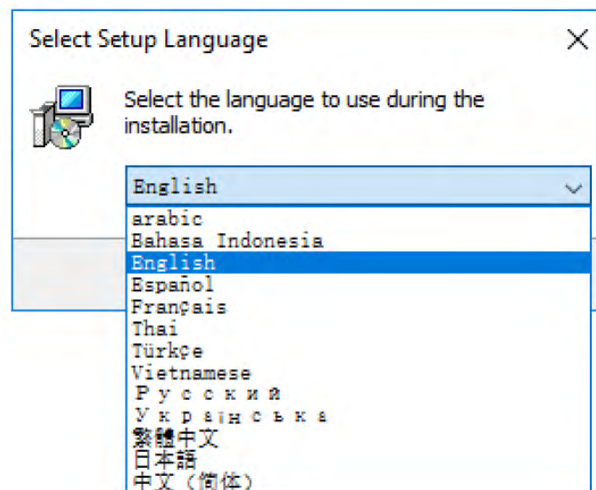 Select Setup Language
Select the language to use during the
installation.
English
arabic
Bahasa Indonesia
English
Español
Français
Thai
Türkçe
Vietnamese
Русский
Українська
繁體中文
日本語
中文（简体）